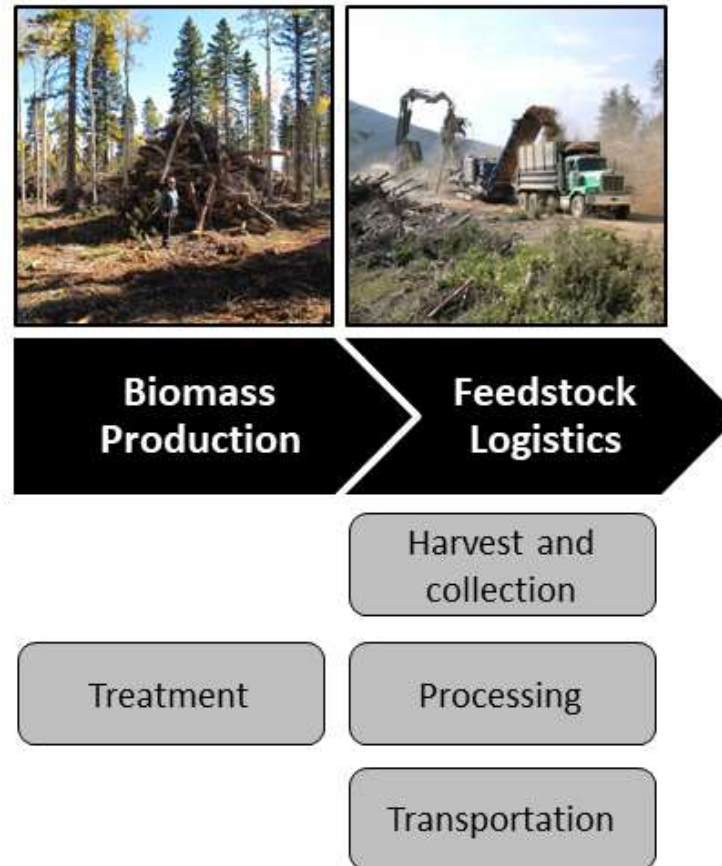 Biomass
Production
Feedstock
Logistics
Harvest and
collection
Treatment
Processing
Transportation